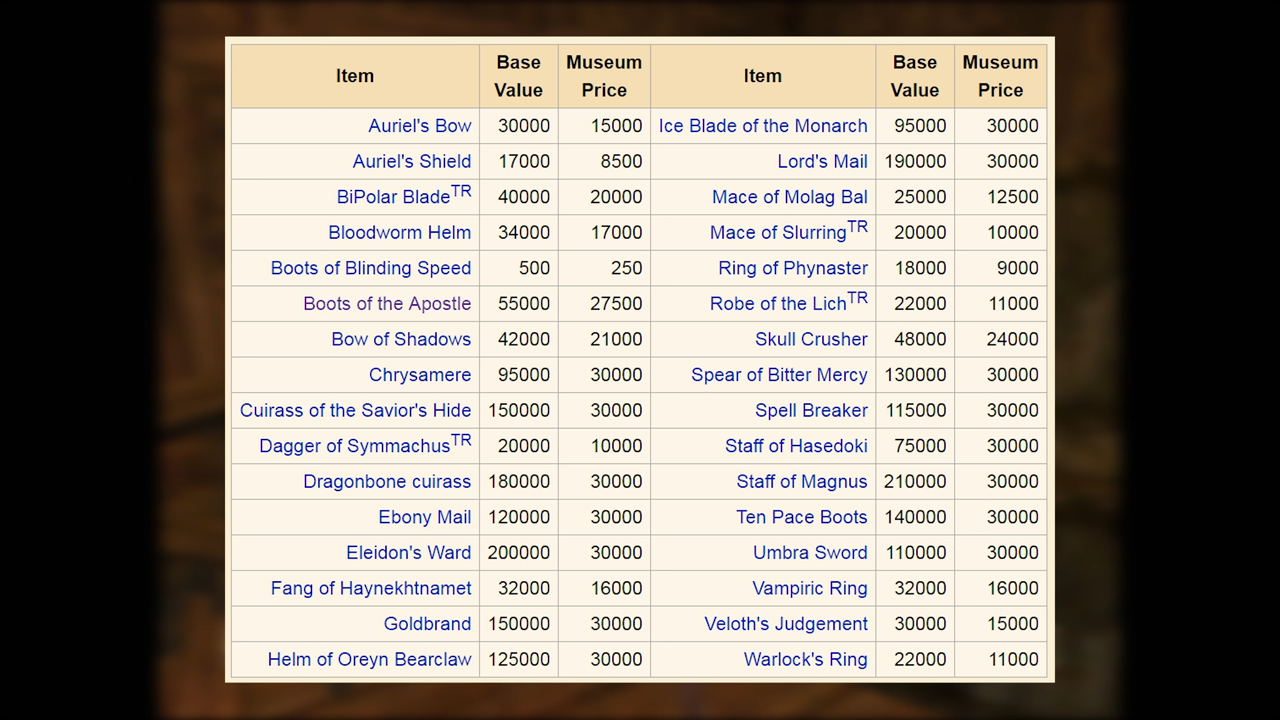 Item Base Value Museum Price Item Base Value Museum Price
Auriel's Bow 30000 15000 Ice Blade of the Monarch 95000 30000
Auriel's Shield 17000 8500 Lord's Mail 190000 30000
BiPolar BladeTR 40000 20000 Mace of Molag Bal 25000 12500
Bloodworm Helm 34000 17000 Mace of SlurringTR 20000 10000
Boots of Blinding Speed 500 250 Ring of Phynaster 18000 9000
Boots of the Apostle 55000 27500 Robe of the LichTR 22000 11000
Bow of Shadows 42000 21000 Skull Crusher 48000 24000
Chrysamere 95000 30000 Spear of Bitter Mercy 130000 30000
Cuirass of the Savior's Hide 150000 30000 Spell Breaker 115000 30000
Dagger of SymmachusTR 20000 10000 Staff of Hasedoki 75000 30000
Dragonbone cuirass 180000 30000 Staff of Magnus 210000 30000
Ebony Mail 120000 30000 Ten Pace Boots 140000 30000
Eleidon's Ward 200000 30000 Umbra Sword 110000 30000
Fang of Haynekhtnamet 32000 16000 Vampiric Ring 32000 16000
Goldbrand 150000 30000 Veloth's Judgement 30000 15000
Helm of Oreyn Bearclaw 125000 30000 Warlock's Ring 22000 11000